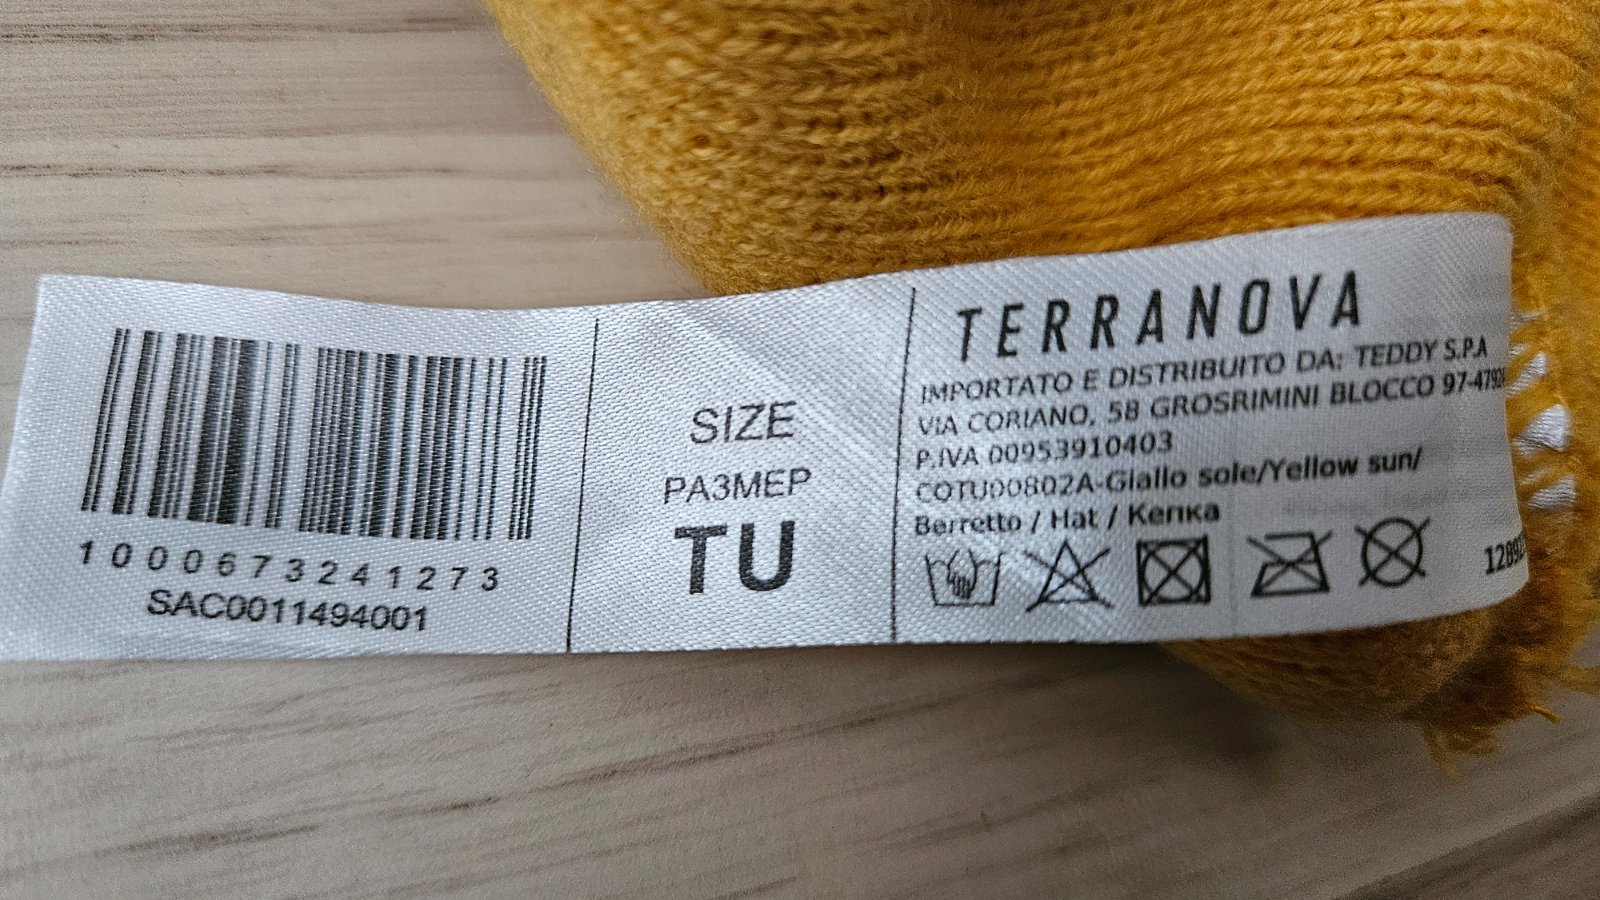 1000673241273
SAC0011494001
SIZE
РАЗМЕР
TU
TERRANOVA
IMPORTATO E DISTRIBUITO DA: TEDDY S.P.A
VIA CORIANO, 58 GROSRIMINI BLOCCO 97-
P.IVA 00953910403
COTU00802A-Giallo sole/Yellow sun/
Berretto / Hat / Кепка